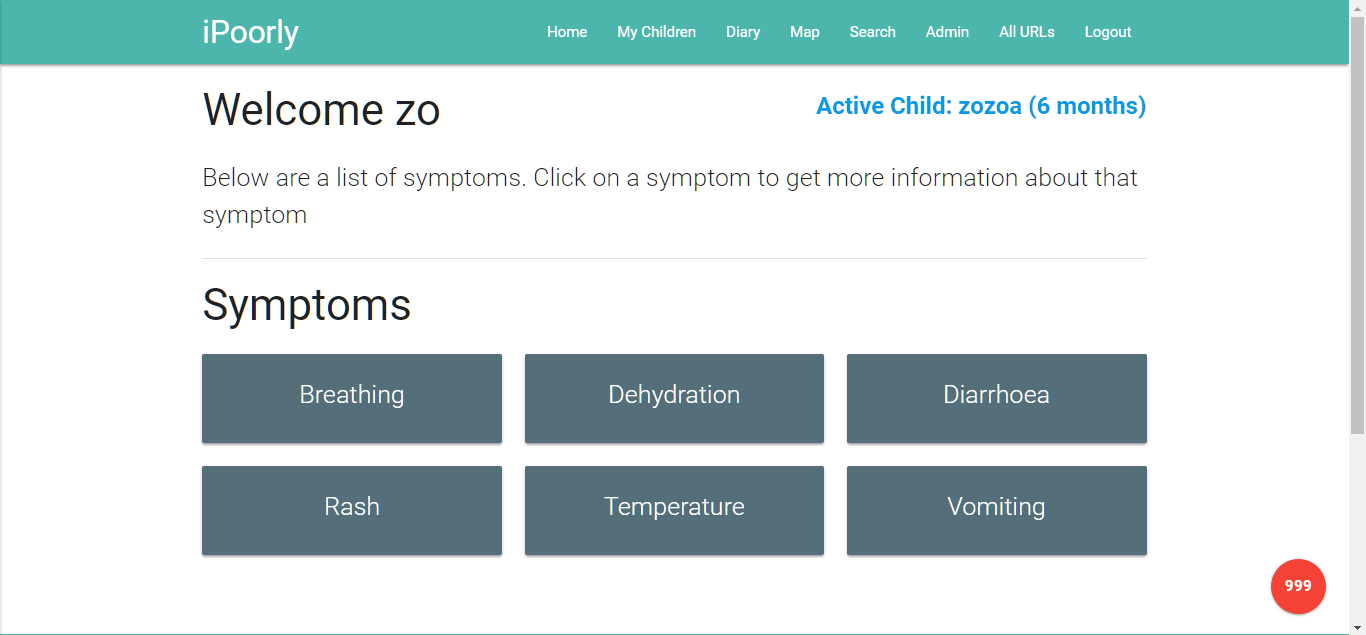 iPoorly
Home My Children Diary Map Search Admin All URLs Logout
Welcome zo
Active Child: zozoa (6 months)
Below are a list of symptoms. Click on a symptom to get more information about that
symptom
Symptoms
Breathing Dehydration Diarrhoea
Rash Temperature Vomiting
999